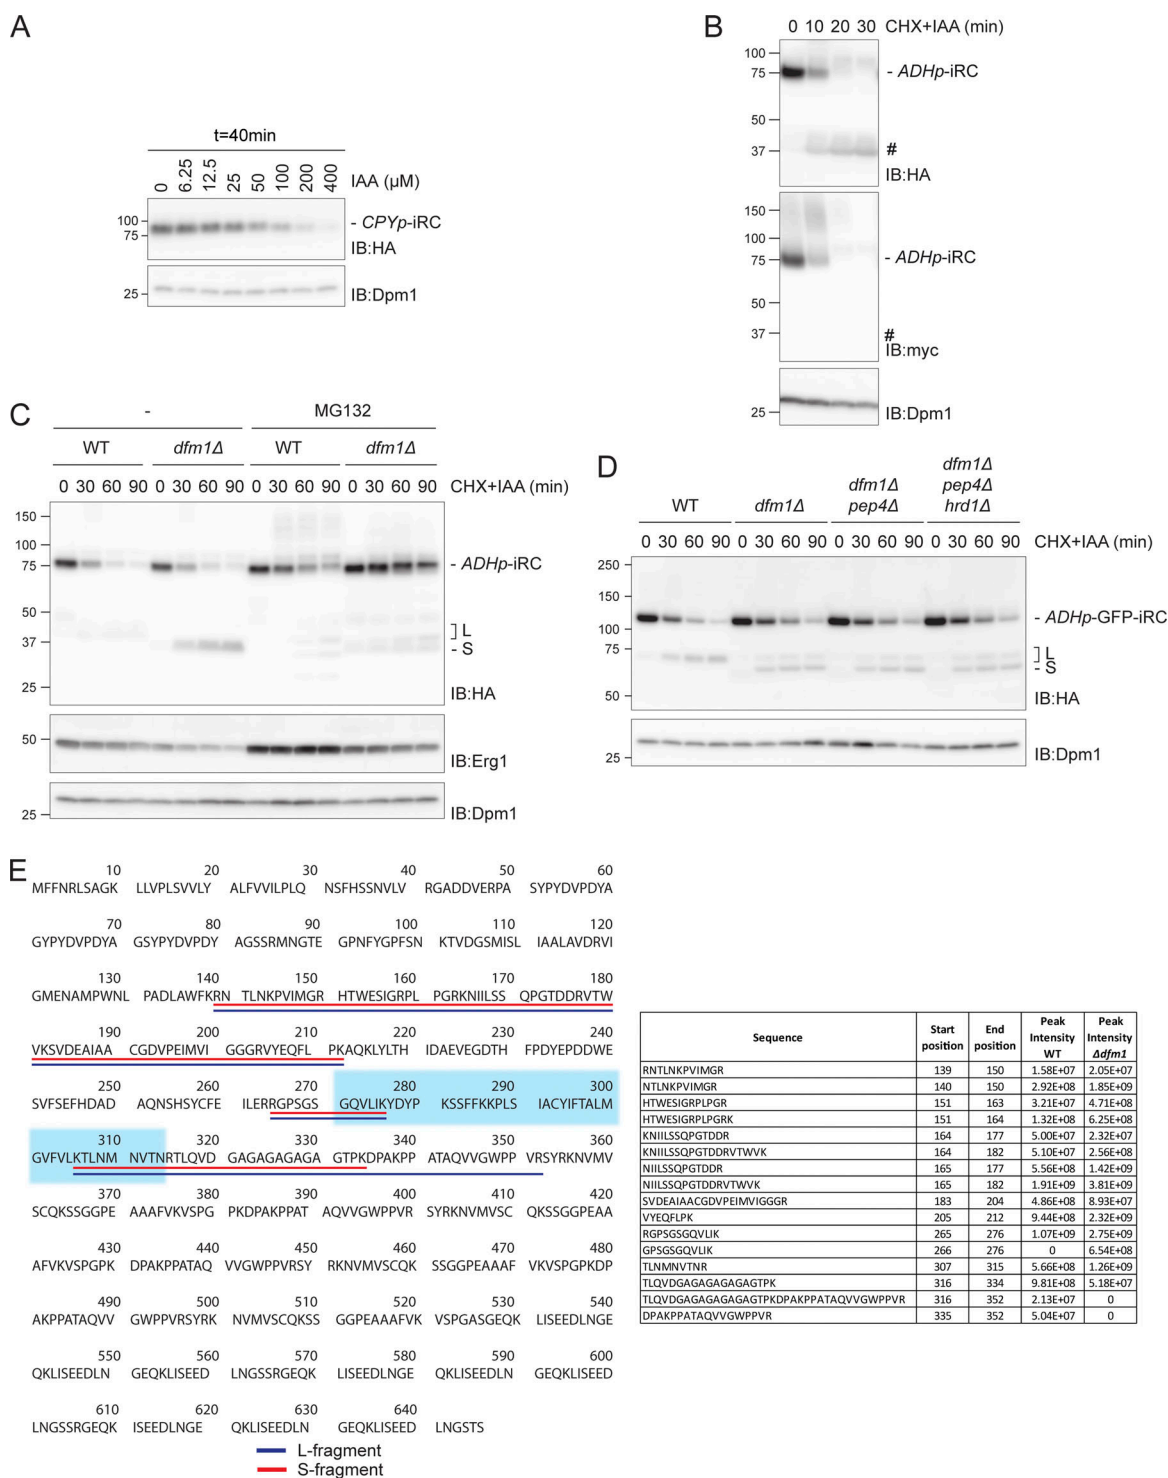 A
t=40min
0 6.25 12.5 25 50 100 200 400 IAA (µM)
100
75
- CPYp-iRC
IB:HA
25
IB:Dpm1
B
0 10 20 30 CHX+IAA (min)
100
75
- ADHp-iRC
50
37
#
IB:HA
150
100
75
- ADHp-iRC
50
37
#
IB:myc
25
IB:Dpm1
C
- MG132
WT dfm1Δ WT dfm1Δ
0 30 60 90 0 30 60 90 0 30 60 90 0 30 60 90 CHX+IAA (min)
150
100
75
- ADHp-iRC
50
L
37
- S
25
IB:HA
50
IB:Erg1
25
IB:Dpm1
D
WT dfm1Δ dfm1Δ pep4Δ dfm1Δ pep4Δ hrd1Δ
0 30 60 90 0 30 60 90 0 30 60 90 0 30 60 90 CHX+IAA (min)
250
150
100
- ADHp-GFP-iRC
75
L
- S
50
IB:HA
25
IB:Dpm1
E
10 20 30 40 50 60
MFFNRLSAGK LLVPLSVVLY ALFVVILPLQ NSFHSSNVLV RGADDVERPA SYPYDVPDYA
70 80 90 100 110 120
GYPYDVPDYA GSYPYDVPDY AGSSRMNGTE GPNFYGPFSN KTVDGSMISL IAALAVDRVI
130 140 150 160 170 180
GMENAMPWNL PADLAWFKRN TLNKPVIMGR HTWESIGRPL PGRKNIILSS QPGTDDRVTW
190 200 210 220 230 240
VKSVDEAIAA CGDVPEIMVI GGGRVYEQFL PKAQKLYLTH IDAEVEGDTH FPDYEPDDWE
250 260 270 280 290 300
SVFSEFHDAD AQNSHSYCFE ILERRGPSGS GQVLIKYDYP KSSFFKKPLS IACYIFTALM
310 320 330 340 350 360
GVFVLKTLNM NVTNRTLQVD GAGAGAGAGA GTPKDPAKPP ATAQVVGWPP VRSYRKNVMV
370 380 390 400 410 420
SCQKSSGGPE AAAFVKVSPG PKDPAKPPAT AQVVGWPPVR SYRKNVMVSC QKSSGGPEAA
430 440 450 460 470 480
AFVKVSPGPK DPAKPPATAQ VVGWPPVRSY RKNVMVSCQK SSGGPEAAAF VKVSPGPKDP
490 500 510 520 530 540
AKPPATAQVV GWPPVRSYRK NVMVSCQKSS GGPEAAAFVK VSPGASGEQK LISEEDLNGE
550 560 570 580 590 600
QKLISEEDLN GEQKLISEED LNGSSRGEQK LISEEDLNGE QKLISEEDLN GEQKLISEED
610 620 630 640
LNGSSRGEQK ISEEDLNGE QKLISEEDLN GEQKLISEED LNGSTS
L-fragment
S-fragment
Sequence Start position End position Peak Intensity WT Peak Intensity Δdfm1
RNTLNKPVIMGR 139 150 1.58E+07 2.05E+07
NTLNKPVIMGR 140 150 2.92E+08 1.85E+09
HTWESIGRPLPGR 151 163 3.21E+07 4.71E+08
HTWESIGRPLPGRK 151 164 1.32E+08 6.25E+08
KNIILSSQPGTDDR 164 177 5.00E+07 2.32E+07
KNIILSSQPGTDDRVTWVK 164 182 5.10E+07 2.56E+08
NIILSSQPGTDDR 165 177 5.56E+08 1.42E+09
NIILSSQPGTDDRVTWVK 165 182 1.91E+09 3.81E+09
SVDEAIAACGDVPEIMVIGGGR 183 204 4.86E+08 8.93E+07
VYEQFLPK 205 212 9.44E+08 2.32E+09
RGPSGSGQVLIK 265 276 1.07E+09 2.75E+09
GPSGSGQVLIK 266 276 0 6.54E+08
TLNMNVTNR 307 315 5.66E+08 1.26E+09
TLQVDGAGAGAGAGAGTPK 316 334 9.81E+08 5.18E+07
TLQVDGAGAGAGAGAGTPKDPAKPPATAQVVGWPPVR 316 352 2.13E+07 0
DPAKPPATAQVVGWPPVR 335 352 5.04E+07 0